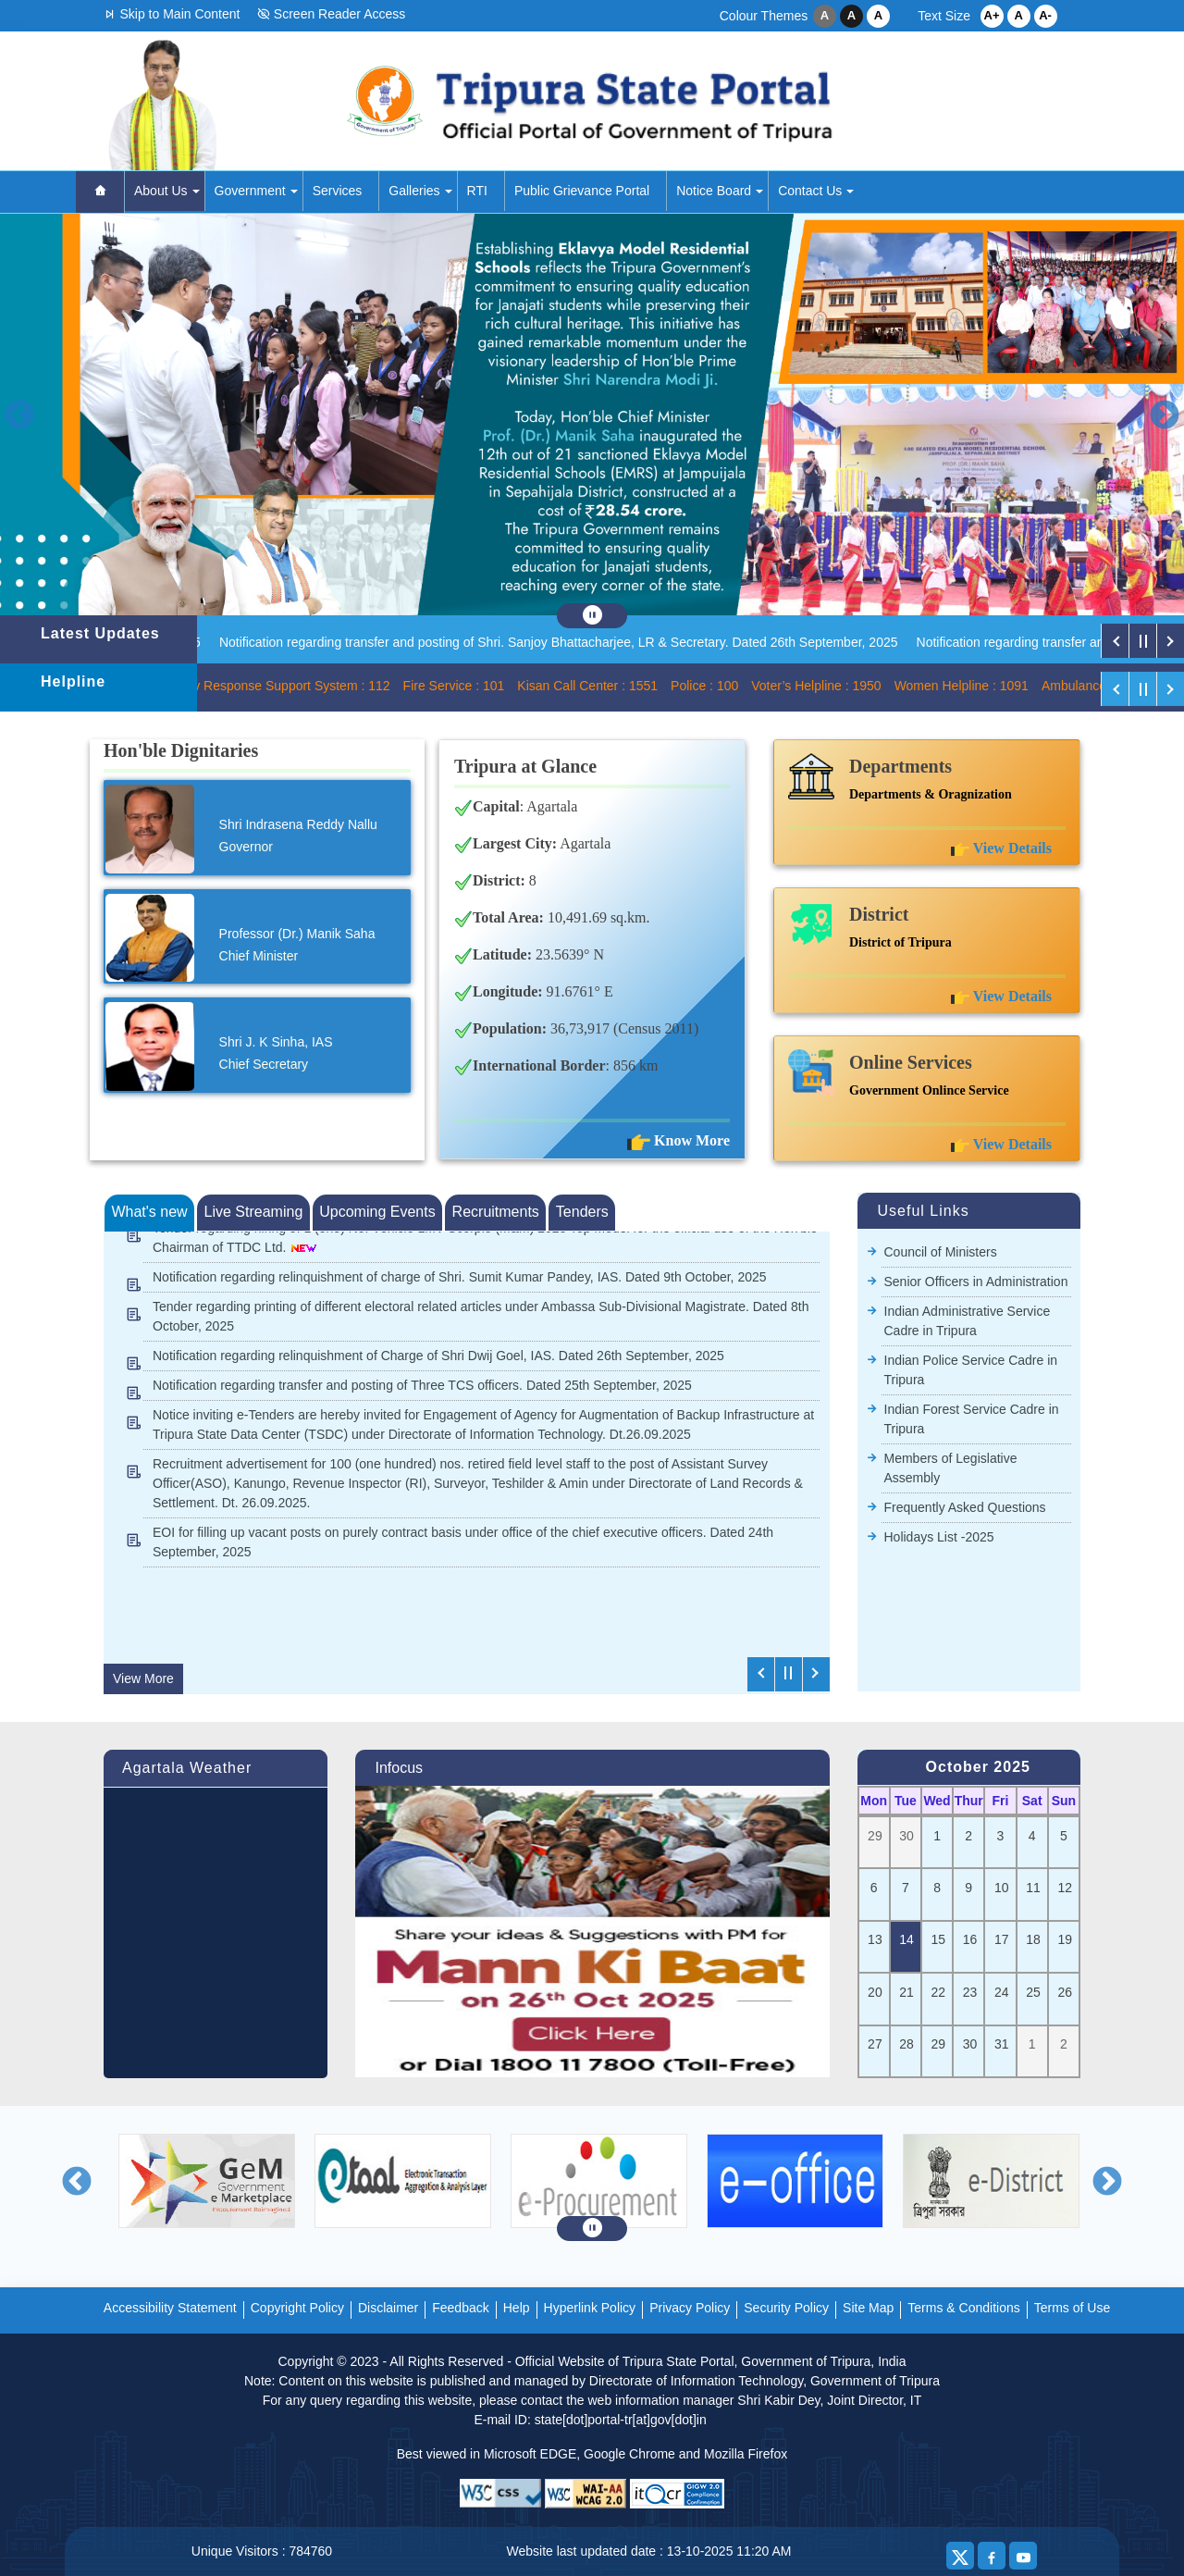 Skip to Main Content Screen Reader Access Colour Themes A A A Text Size A+ A A-
Tripura State Portal
Official Portal of Government of Tripura
Government of Tripura
About Us Government Services Galleries RTI Public Grievance Portal Notice Board Contact Us
Establishing Eklavya Model Residential
Schools reflects the Tripura Government's
commitment to ensuring quality education
for Janajati students while preserving their
rich cultural heritage. This initiative has
gained remarkable momentum under the
visionary leadership of Hon'ble Prime
Minister Shri Narendra Modi Ji.
Today, Hon'ble Chief Minister
Prof. (Dr.) Manik Saha inaugurated the
12th out of 21 sanctioned Eklavya Model
Residential Schools (EMRS) at Jampuijala
in Sepahijala District, constructed at a
cost of ₹28.54 crore.
The Tripura Government remains
committed to ensuring quality
education for Janajati students,
reaching every corner of the state.
Latest Updates
Notification regarding transfer and posting of Shri. Sanjoy Bhattacharjee, LR & Secretary. Dated 26th September, 2025 Notification regarding transfer
Helpline
Response Support System : 112 Fire Service : 101 Kisan Call Center : 1551 Police : 100 Voter's Helpline : 1950 Women Helpline : 1091 Ambulance
Hon'ble Dignitaries
Shri Indrasena Reddy Nallu
Governor
Professor (Dr.) Manik Saha
Chief Minister
Shri J. K Sinha, IAS
Chief Secretary
Tripura at Glance
Capital: Agartala
Largest City: Agartala
District: 8
Total Area: 10,491.69 sq.km.
Latitude: 23.5639° N
Longitude: 91.6761° E
Population: 36,73,917 (Census 2011)
International Border: 856 km
Know More
Departments
Departments & Oragnization
View Details
District
District of Tripura
View Details
Online Services
Government Onlince Service
View Details
What's new Live Streaming Upcoming Events Recruitments Tenders
Chairman of TTDC Ltd. NEW
Notification regarding relinquishment of charge of Shri. Sumit Kumar Pandey, IAS. Dated 9th October, 2025
Tender regarding printing of different electoral related articles under Ambassa Sub-Divisional Magistrate. Dated 8th
October, 2025
Notification regarding relinquishment of Charge of Shri Dwij Goel, IAS. Dated 26th September, 2025
Notification regarding transfer and posting of Three TCS officers. Dated 25th September, 2025
Notice inviting e-Tenders are hereby invited for Engagement of Agency for Augmentation of Backup Infrastructure at
Tripura State Data Center (TSDC) under Directorate of Information Technology. Dt.26.09.2025
Recruitment advertisement for 100 (one hundred) nos. retired field level staff to the post of Assistant Survey
Officer(ASO), Kanungo, Revenue Inspector (RI), Surveyor, Teshilder & Amin under Directorate of Land Records &
Settlement. Dt. 26.09.2025.
EOI for filling up vacant posts on purely contract basis under office of the chief executive officers. Dated 24th
September, 2025
View More
Useful Links
Council of Ministers
Senior Officers in Administration
Indian Administrative Service
Cadre in Tripura
Indian Police Service Cadre in
Tripura
Indian Forest Service Cadre in
Tripura
Members of Legislative
Assembly
Frequently Asked Questions
Holidays List -2025
Agartala Weather
Infocus
Share your ideas & Suggestions with PM for
Mann Ki Baat
on 26th Oct 2025
Click Here
or Dial 1800 11 7800 (Toll-Free)
October 2025
Mon Tue Wed Thur Fri Sat Sun
29 30 1 2 3 4 5
6 7 8 9 10 11 12
13 14 15 16 17 18 19
20 21 22 23 24 25 26
27 28 29 30 31 1 2
GeM
Government
e Marketplace
etaal Electronic Transaction
Aggregation & Analysis Layer
e-Procurement
e-office
e-District
ত্রিপুরা সরকার
Accessibility Statement Copyright Policy Disclaimer Feedback Help Hyperlink Policy Privacy Policy Security Policy Site Map Terms & Conditions Terms of Use
Copyright © 2023 - All Rights Reserved - Official Website of Tripura State Portal, Government of Tripura, India
Note: Content on this website is published and managed by Directorate of Information Technology, Government of Tripura
For any query regarding this website, please contact the web information manager Shri Kabir Dey, Joint Director, IT
E-mail ID: state[dot]portal-tr[at]gov[dot]in
Best viewed in Microsoft EDGE, Google Chrome and Mozilla Firefox
W3C css W3C WAI-AA WCAG 2.0 itQcr GIGW 2.0 Compliance Confirmation
Unique Visitors : 784760 Website last updated date : 13-10-2025 11:20 AM